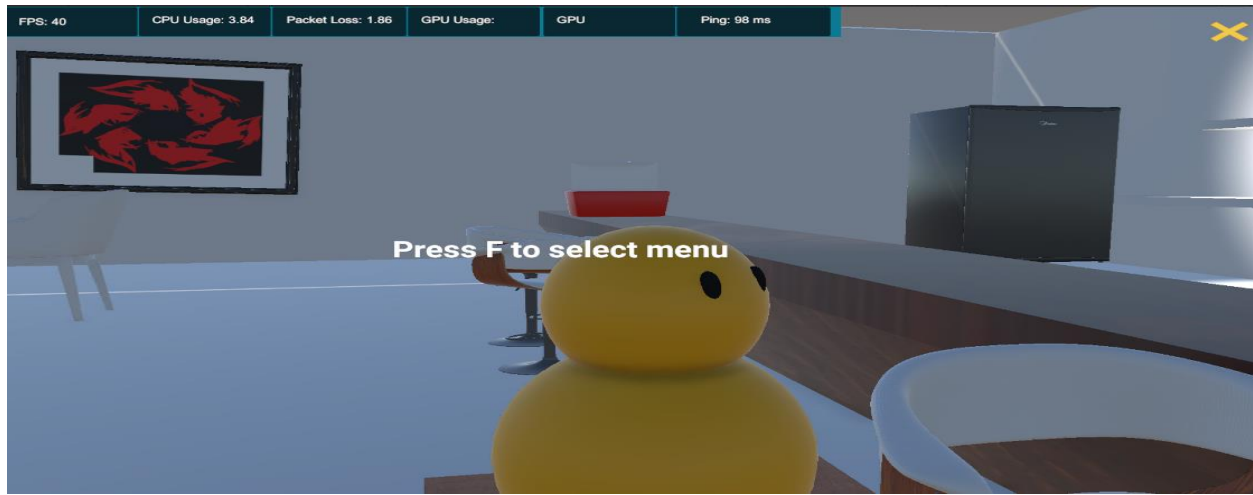 FPS: 40
CPU Usage: 3.84
Packet Loss: 1.86
GPU Usage:
GPU
Ping: 98 ms
Press F to select menu